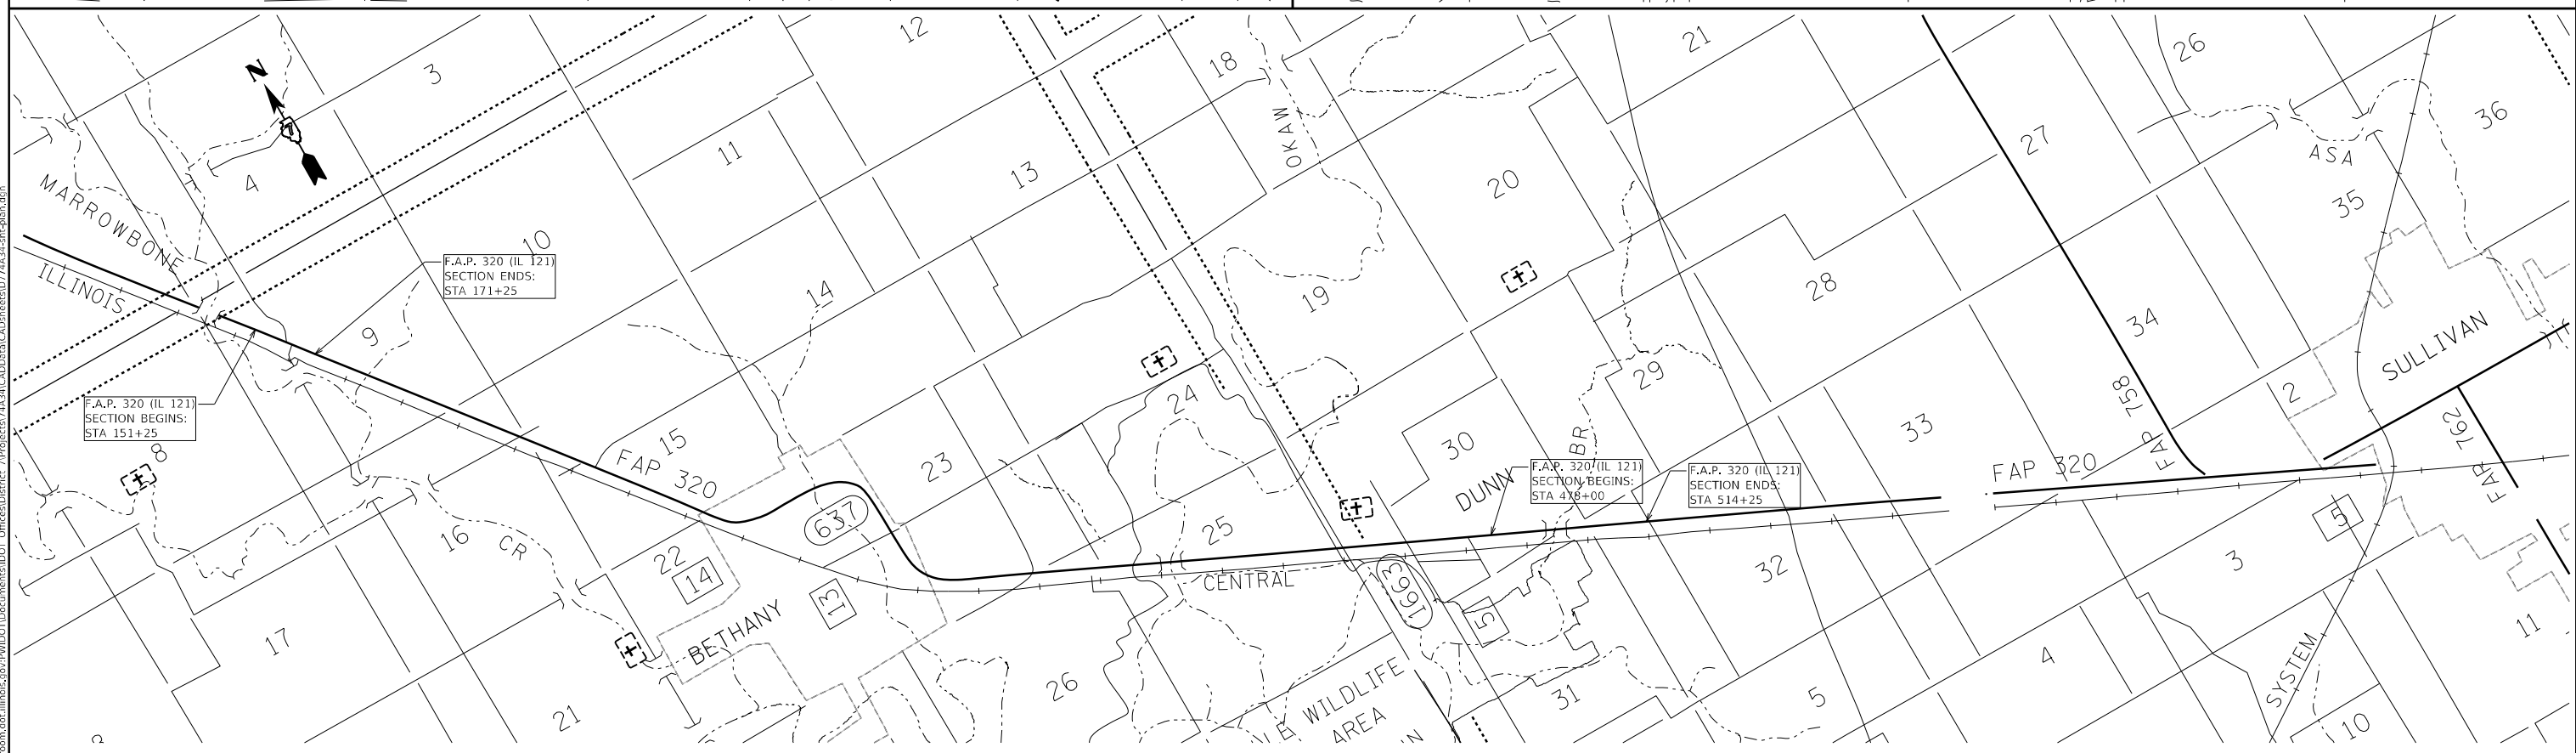 12
18
21
26
3
N
36
OKAW
27
11
ASA
13
4
20
MARROWBONE
35
10
F.A.P. 320 (IL 121)
SECTION ENDS:
STA 171+25
ILLINOIS
14
19
28
34
9
SULLIVAN
29
24
2
758
FAP
F.A.P. 320 (IL 121)
SECTION BEGINS:
STA 151+25
762
FAP
33
15
30
BR
8
23
FAP 320
DUNN
F.A.P. 320 (IL 121)
SECTION BEGINS:
STA 478+00
F.A.P. 320 (IL 121)
SECTION ENDS:
STA 514+25
FAP 320
637
25
5
16
CR
22
14
CENTRAL
1663
32
3
13
5
BETHANY
17
11
4
SYSTEM
26
WILDLIFE
AREA
31
5
21
10